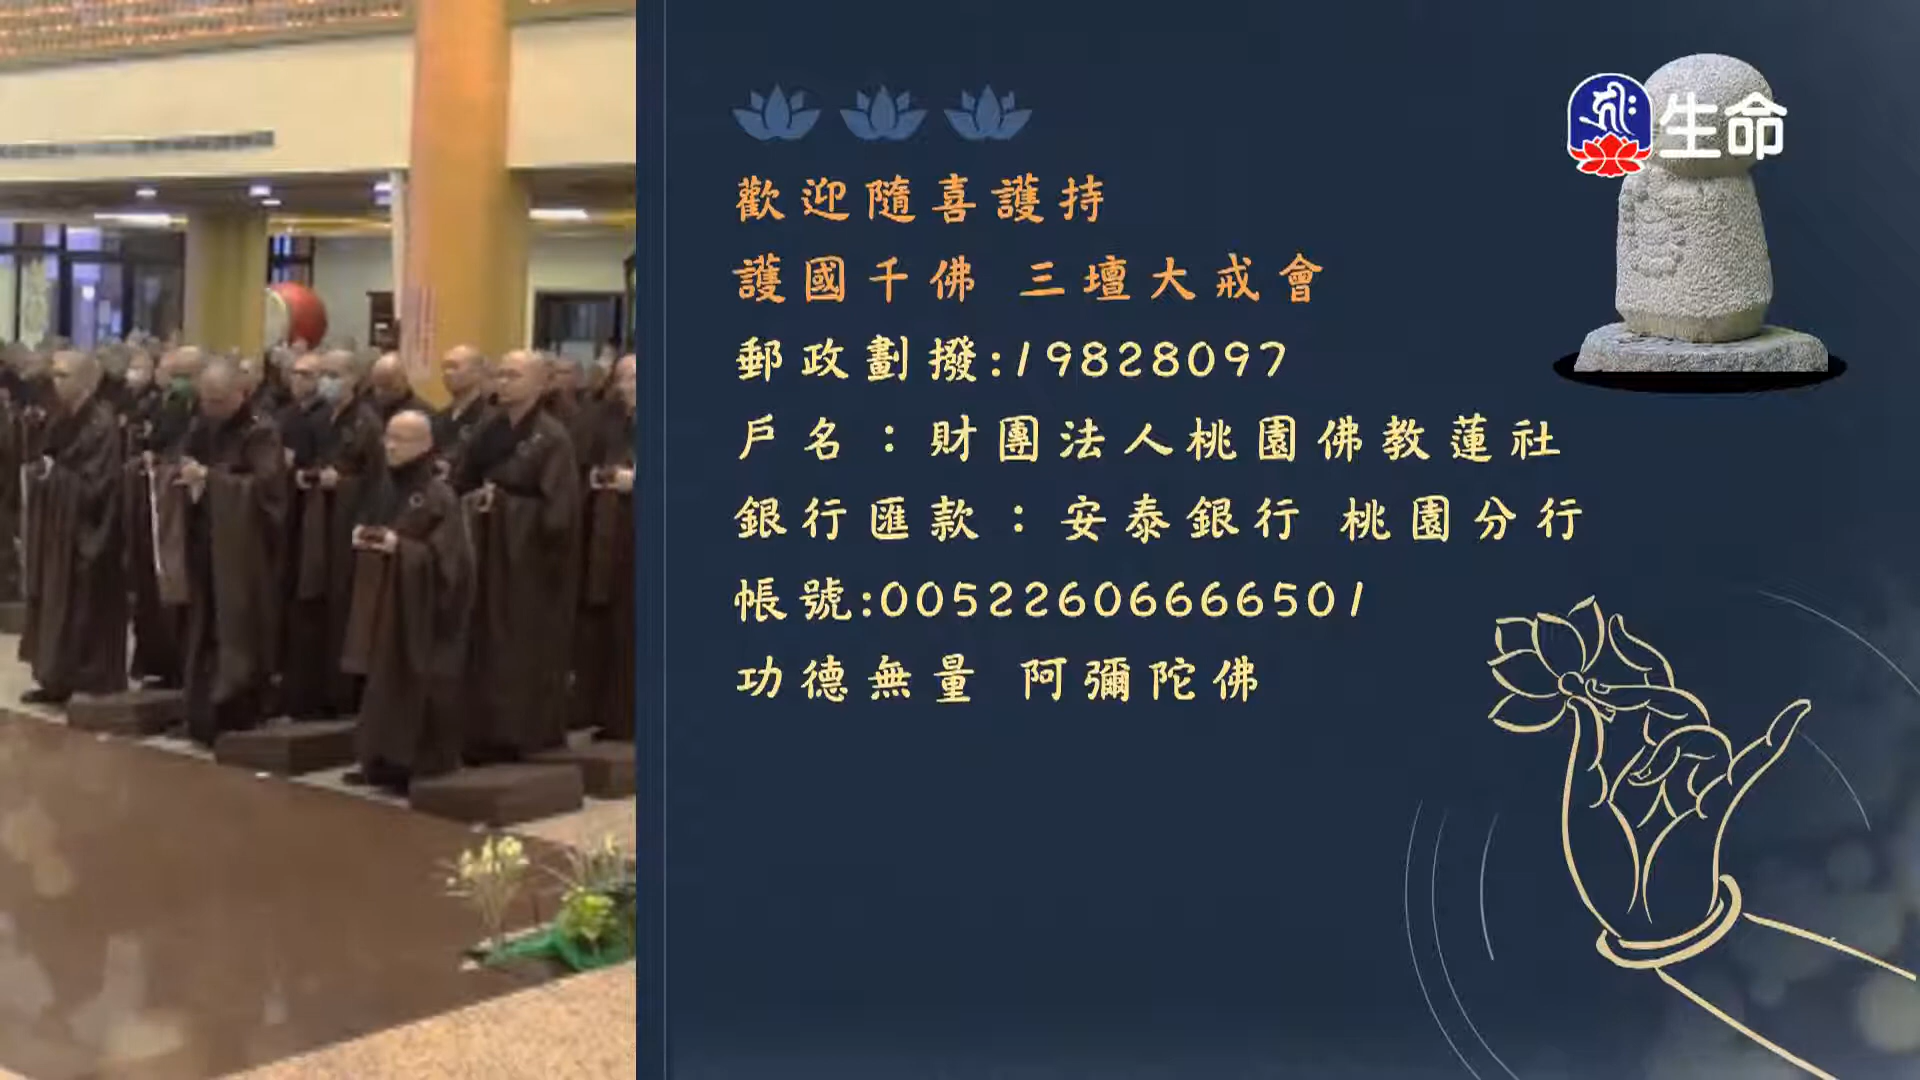 生命
歡迎隨喜護持
護國千佛 三壇大戒會
郵政劃撥:19828097
戶名：財團法人桃園佛教蓮社
銀行匯款：安泰銀行 桃園分行
帳號:00522606666501
功德無量 阿彌陀佛